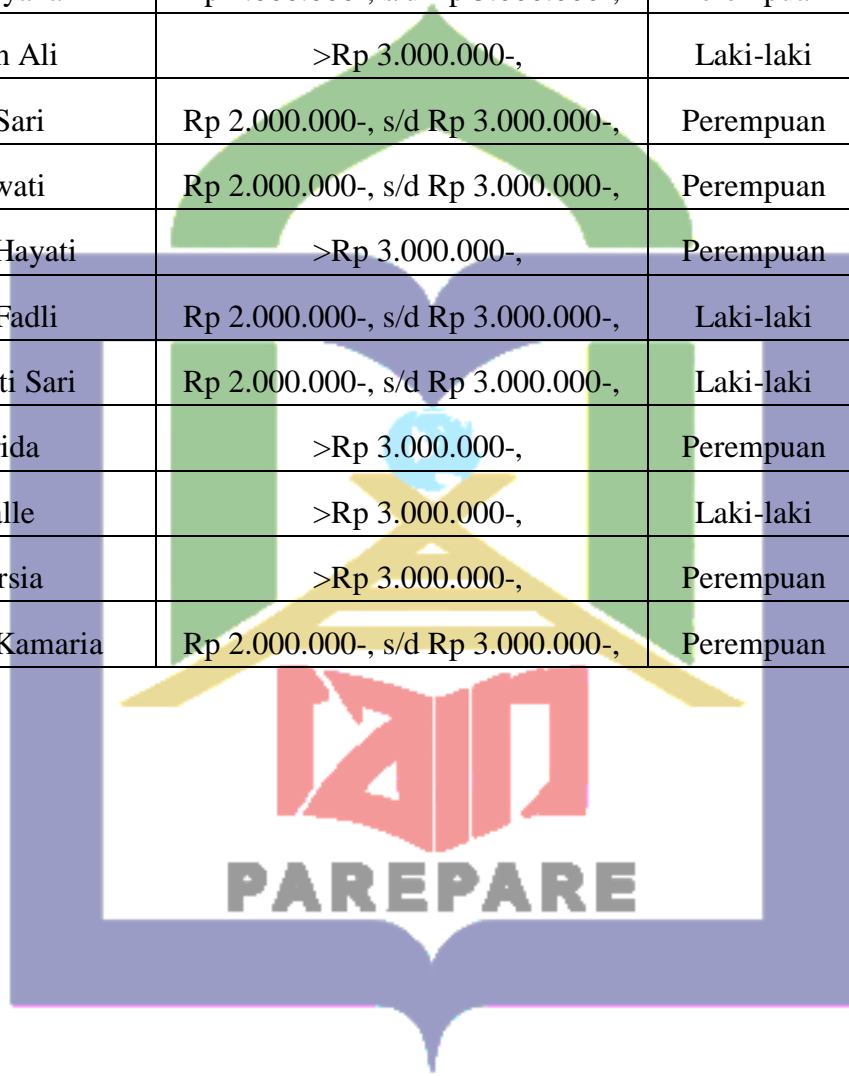 n Ali >Rp 3.000.000-, Laki-laki
Sari Rp 2.000.000-, s/d Rp 3.000.000-, Perempuan
wati Rp 2.000.000-, s/d Rp 3.000.000-, Perempuan
Hayati >Rp 3.000.000-, Perempuan
Fadli Rp 2.000.000-, s/d Rp 3.000.000-, Laki-laki
ti Sari Rp 2.000.000-, s/d Rp 3.000.000-, Laki-laki
ida >Rp 3.000.000-, Perempuan
alle >Rp 3.000.000-, Laki-laki
rsia >Rp 3.000.000-, Perempuan
Kamaria Rp 2.000.000-, s/d Rp 3.000.000-, Perempuan
iain
PAREPARE